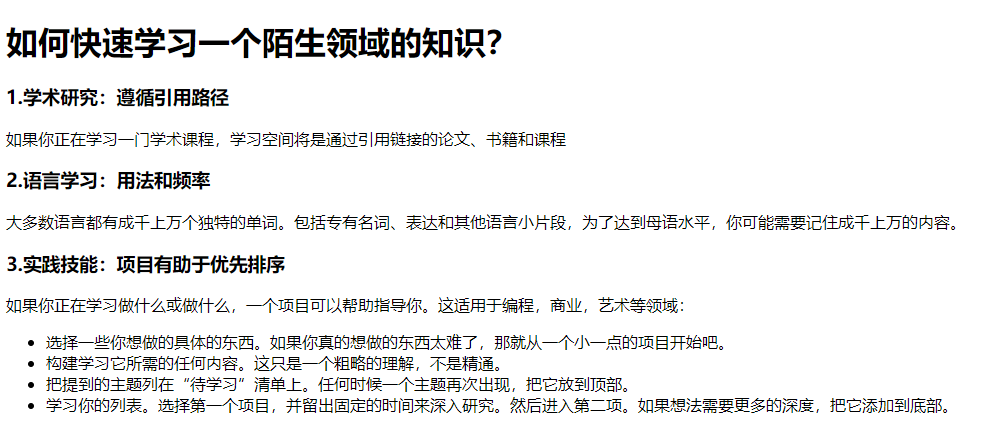 如何快速学习一个陌生领域的知识？
1.学术研究：遵循引用路径
如果你正在学习一门学术课程，学习空间将是通过引用链接的论文、书籍和课程
2.语言学习：用法和频率
大多数语言都有成千上万个独特的单词。包括专有名词、表达和其他语言小片段，为了达到母语水平，你可能需要记住成千上万的内容。
3.实践技能：项目有助于优先排序
如果你正在学习做什么或做什么，一个项目可以帮助指导你。这适用于编程，商业，艺术等领域：
• 选择一些你想做的具体的东西。如果你真的想做的东西太难了，那就从一个小一点的项目开始吧。
• 构建学习它所需的任何内容。这只是一个粗略的理解，不是精通。
• 把提到的主题列在“待学习”清单上。任何时候一个主题再次出现，把它放到顶部。
• 学习你的列表。选择第一个项目，并留出固定的时间来深入研究。然后进入第二项。如果想法需要更多的深度，把它添加到底部。